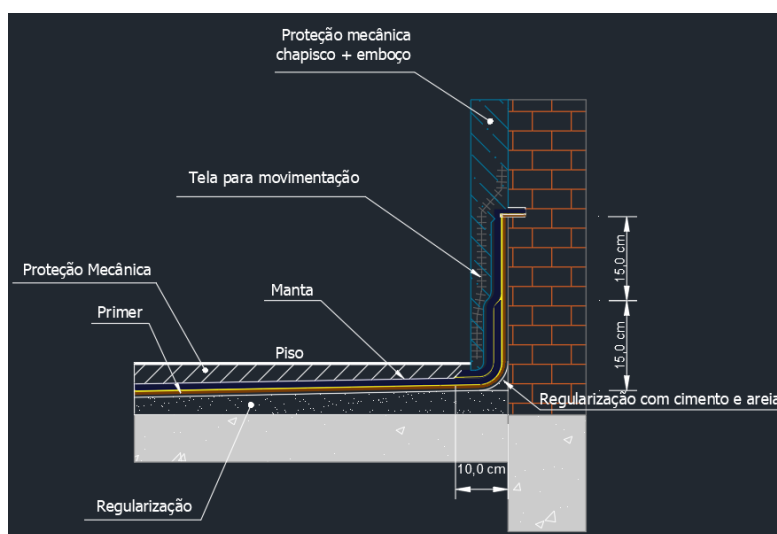 Proteção mecânica
chapisco + emboço
Tela para movimentação
Proteção Mecânica
Manta
Primer
Piso
15,0 cm
15,0 cm
Regularização com cimento e areia
10,0 cm
Regularização